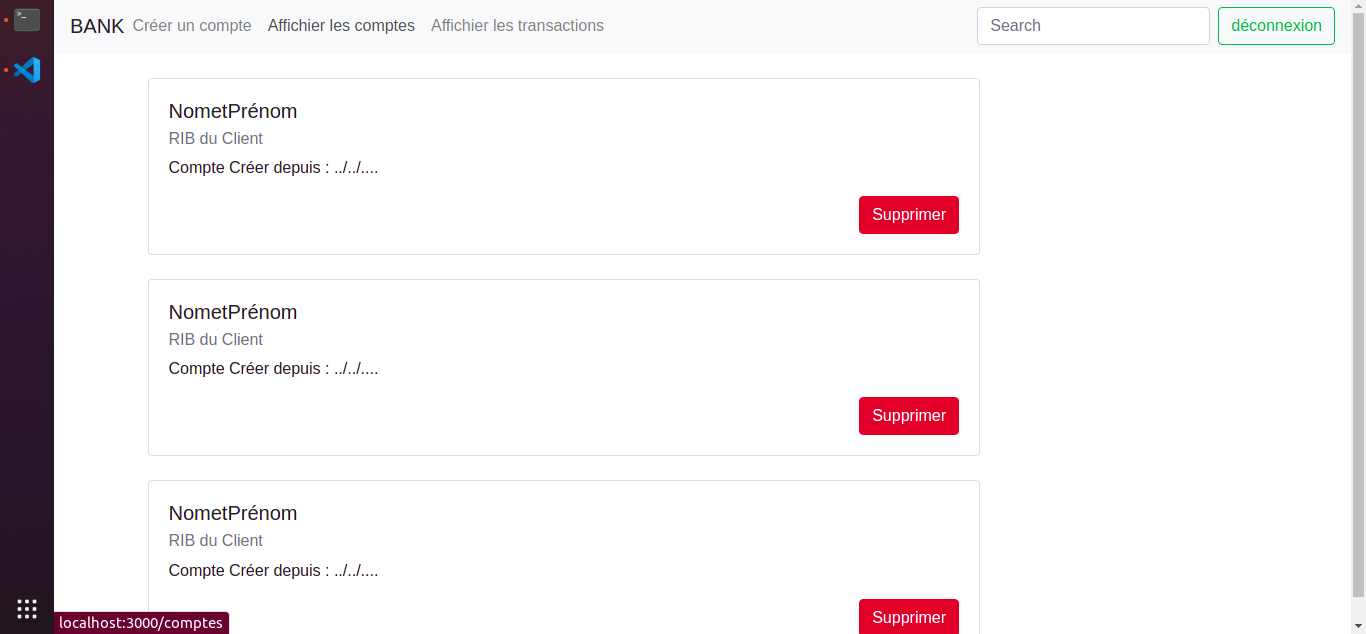 BANK Créer un compte Afficher les comptes Affichier les transactions Search déconnexion
NometPrénom
RIB du Client
Compte Créer depuis : ../../....
Supprimer
NometPrénom
RIB du Client
Compte Créer depuis : ../../....
Supprimer
NometPrénom
RIB du Client
Compte Créer depuis : ../../....
Supprimer
localhost:3000/comptes